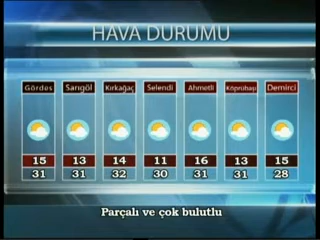 HAVA DURUMU
Gördes Sarıgöl Kırkağaç Selendi Ahmetli Köprübaşı Demirci
15 13 14 11 16 13 15
31 31 32 30 31 31 28
Parçalı ve çok bulutlu